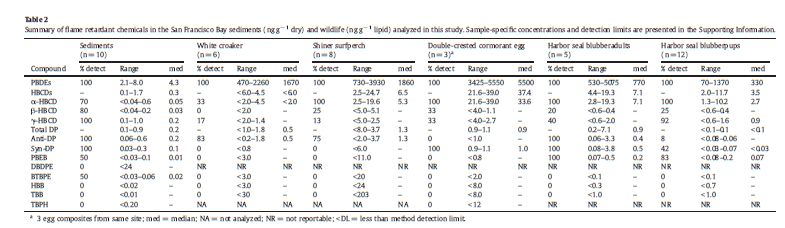 Table 2
Summary of flame retardant chemicals in the San Francisco Bay sediments (ng g⁻¹ dry) and wildlife (ng g⁻¹ lipid) analyzed in this study. Sample-specific concentrations and detection limits are presented in the Supporting Information.
Sediments White croaker Shiner surfperch Double-crested cormorant egg Harbor seal blubberadults Harbor seal blubberpups
(n = 10) (n = 6) (n = 8) (n = 3)ᵃ (n = 5) (n = 12)
Compound % detect Range med % detect Range med % detect Range med % detect Range med % detect Range med % detect Range med
PBDEs 100 2.1–8.0 4.3 100 470–2260 1670 100 730–3930 1860 100 3425–5550 5500 100 530–5075 770 100 70–1370 330
HBCDs – 0.1–1.7 0.3 – <6.0–4.5 <6.0 2.5–24.7 6.5 21.6–39.0 37.4 – 4.4–19.3 7.1 – 2.0–11.7 3.5
α-HBCD 70 <0.04–0.6 0.05 33 <2.0–4.5 <2.0 100 2.5–19.6 5.3 100 21.6–39.0 33.6 100 2.8–19.3 7.1 100 1.3–10.2 2.7
β-HBCD 80 <0.04–0.2 0.03 0 <2.0 – 25 <5.0–5.1 – 33 <4.0–1.1 – 20 <0.6–0.4 – 25 <0.6–0.4 –
γ-HBCD 100 0.1–1.0 0.2 17 <2.0–1.4 – 13 <5.0–2.5 – 33 <4.0–2.7 – 40 <0.6–2.0 – 92 <0.6–1.6 0.9
Total DP – 0.1–0.9 0.2 – <1.0–1.8 0.5 <8.0–3.7 1.3 – 0.9–1.1 0.9 0.2–7.1 0.9 – <0.1–0.1 <0.1
Anti-DP 100 0.06–0.6 0.2 83 <0.2–1.8 0.5 75 <2.0–3.7 1.3 0 <1.0 – 100 0.06–3.3 0.4 8 <0.08–0.06 –
Syn-DP 100 0.03–0.3 0.1 0 <0.8 – 0 <6.0 – 100 0.9–1.1 1.0 100 0.08–3.8 0.5 42 <0.03–0.07 <0.03
PBEB 50 <0.03–0.1 0.01 0 <3.0 – 0 <11.0 – 0 <0.8 – 100 0.07–0.5 0.2 83 <0.08–0.2 0.07
DBDPE 0 <24 – NR NR NR NR NR NR NR NR NR NR NR NR NR NR
BTBPE 50 <0.03–0.06 0.02 0 <3.0 – 0 <20 – 0 <2.0 – 0 <0.1 – 0 <0.1 –
HBB 0 <0.02 – 0 <3.0 – 0 <24 – 0 <8.0 – 0 <0.3 – 0 <0.7 –
TBB 0 <0.01 – 0 <30 – 0 <203 – 0 <8.0 – 0 <1.0 – 0 <1.0 –
TBPH 0 <0.20 – NA NA NA NA NA NA 0 <12 – NR NR NR NR NR NR
ᵃ 3 egg composites from same site; med = median; NA = not analyzed; NR = not reportable; <DL = less than method detection limit.